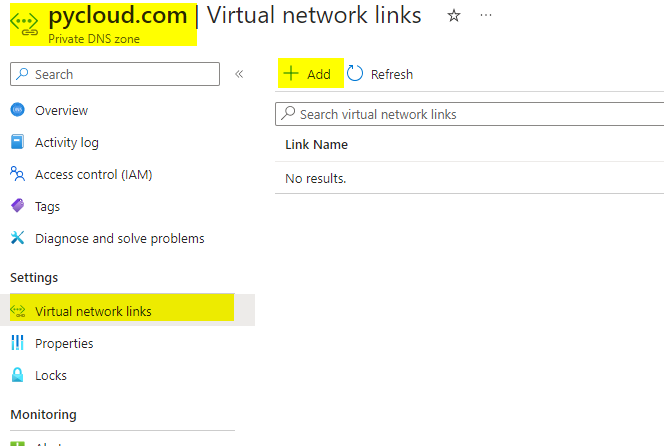 pycloud.com | Virtual network links ☆ ···
Private DNS zone
Search «
+ Add Refresh
Overview
Search virtual network links
Activity log
Link Name
Access control (IAM)
No results.
Tags
Diagnose and solve problems
Settings
Virtual network links
Properties
Locks
Monitoring